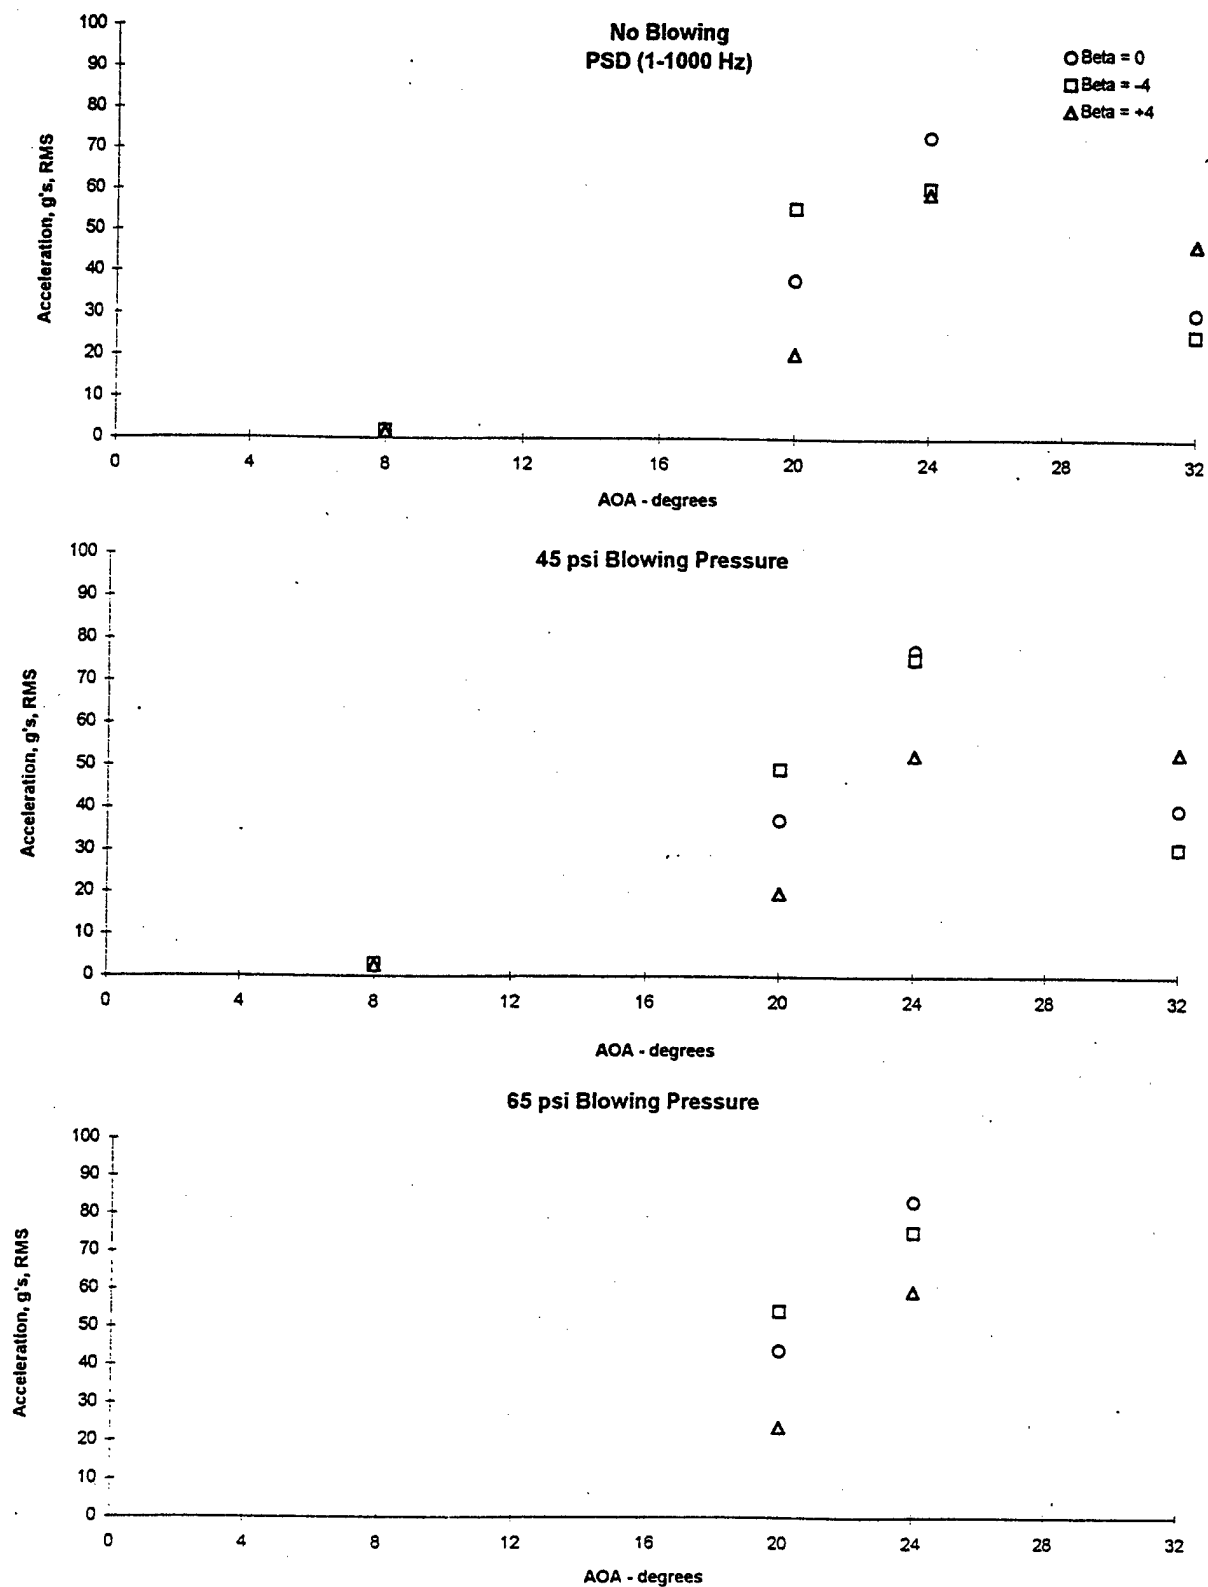 No Blowing
PSD (1-1000 Hz)
Beta = 0
Beta = -4
Beta = +4
Acceleration, g's, RMS
100
90
80
70
60
50
40
30
20
10
0
0 4 8 12 16 20 24 28 32
AOA - degrees
45 psi Blowing Pressure
Acceleration, g's, RMS
100
90
80
70
60
50
40
30
20
10
0
0 4 8 12 16 20 24 28 32
AOA - degrees
65 psi Blowing Pressure
Acceleration, g's, RMS
100
90
80
70
60
50
40
30
20
10
0
0 4 8 12 16 20 24 28 32
AOA - degrees